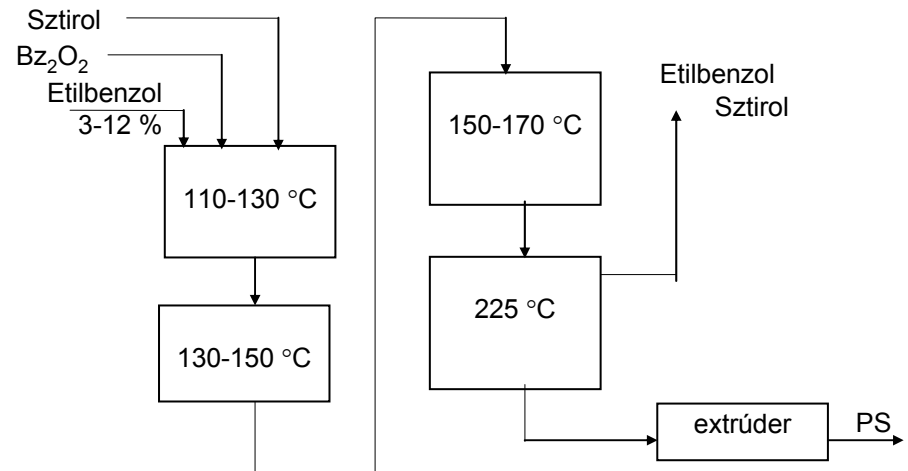 Sztirol
Bz₂O₂
Etilbenzol
3-12 %
110-130 °C
130-150 °C
150-170 °C
225 °C
Etilbenzol
Sztirol
extrúder
PS